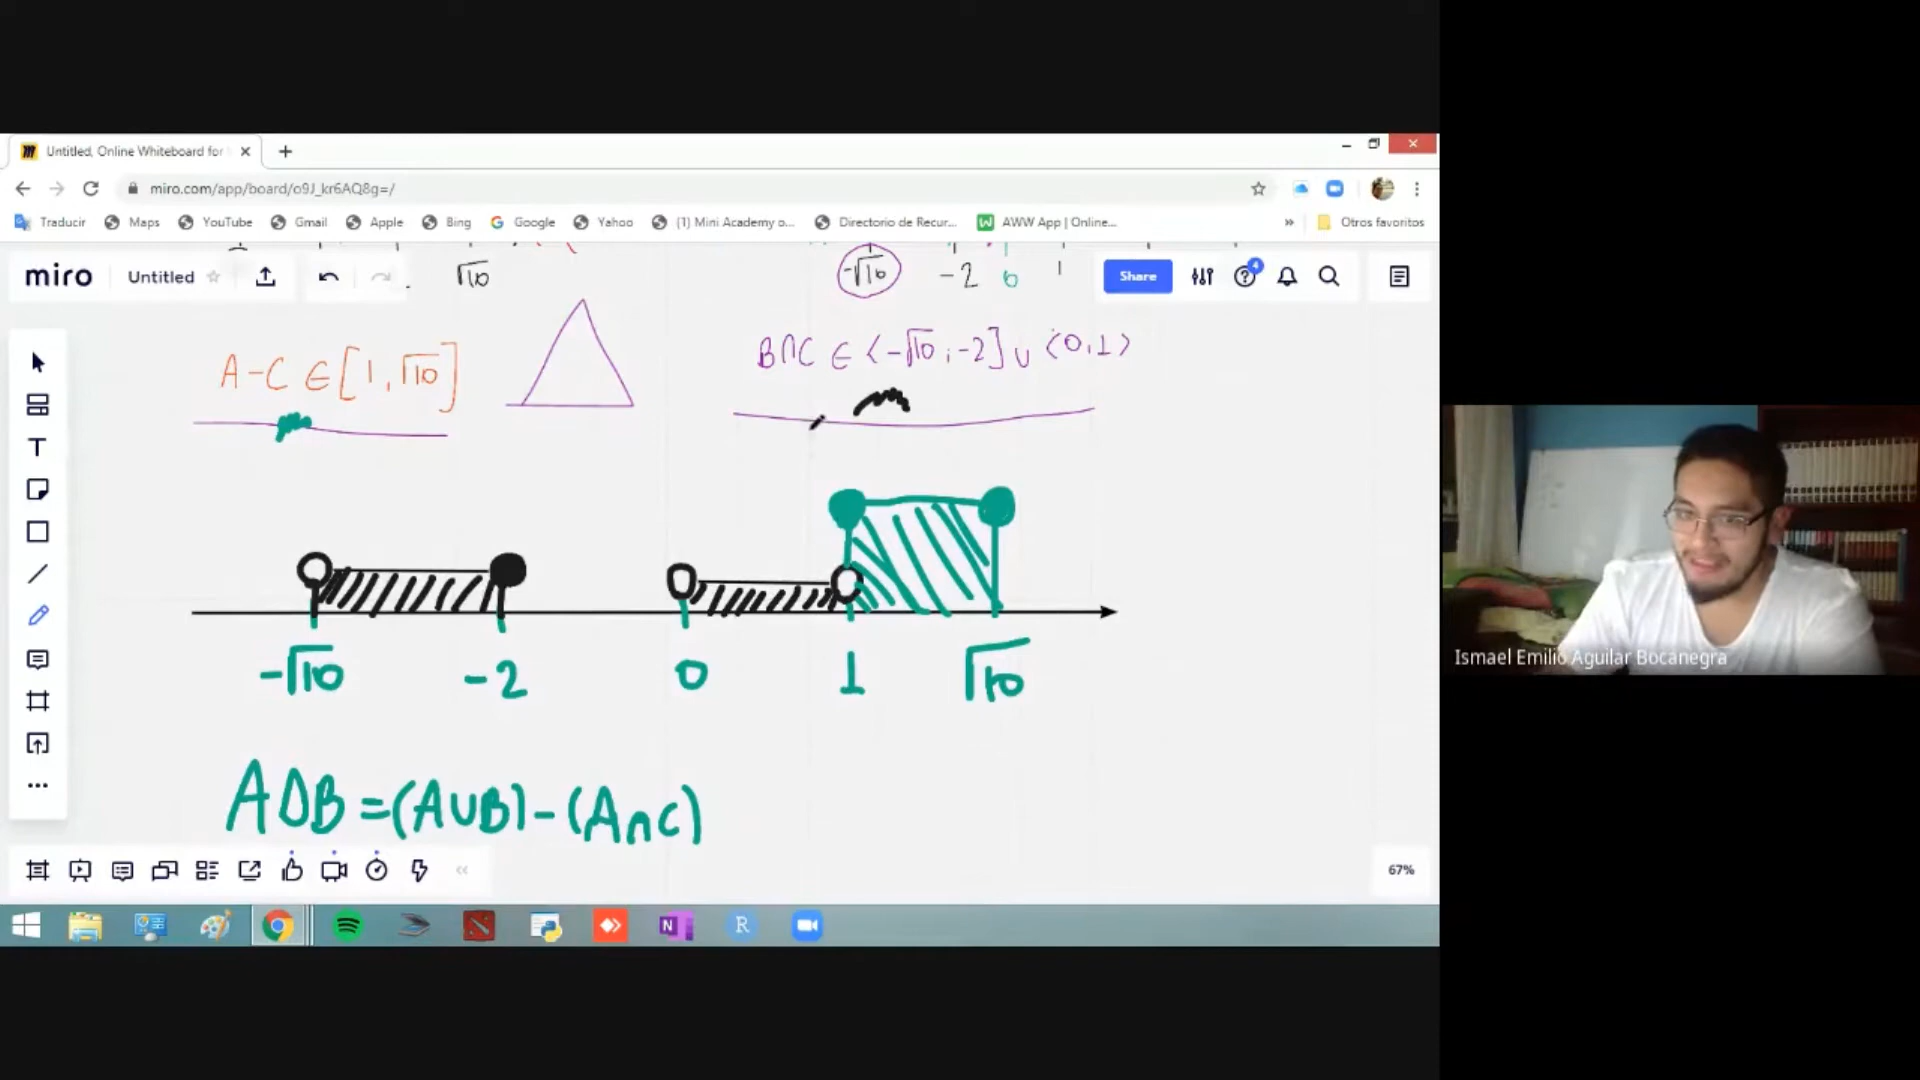 Untitled, Online Whiteboard for
miro.com/app/board/o9J_kr6AQ8g=/
Traducir Maps YouTube Gmail Apple Bing Google Yahoo (1) Mini Academy o... Directorio de Recur... AWW App | Online... » Otros favoritos
miro Untitled
Share 4
√10
-√10 -2 0 1
A-C ∈ [1,√10]
B∩C ∈ ⟨-√10;-2] ∪ ⟨0,1⟩
-√10 -2 0 1 √10
AΔB = (A∪B) - (A∩C)
67%
Ismael Emilio Aguilar Bocanegra